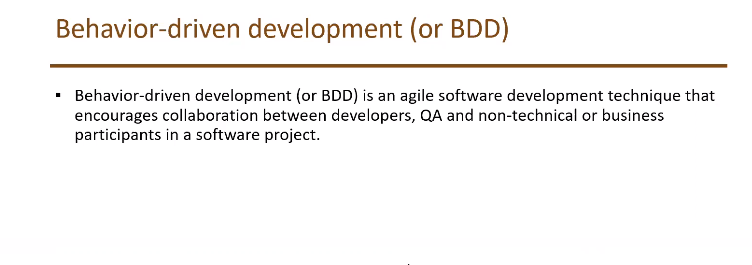 Behavior-driven development (or BDD)
▪ Behavior-driven development (or BDD) is an agile software development technique that
encourages collaboration between developers, QA and non-technical or business
participants in a software project.